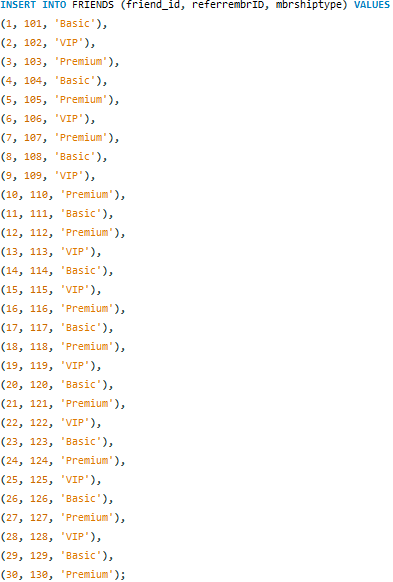 INSERT INTO FRIENDS (friend_id, referrembrID, mbrshiptype) VALUES
(1, 101, 'Basic'),
(2, 102, 'VIP'),
(3, 103, 'Premium'),
(4, 104, 'Basic'),
(5, 105, 'Premium'),
(6, 106, 'VIP'),
(7, 107, 'Premium'),
(8, 108, 'Basic'),
(9, 109, 'VIP'),
(10, 110, 'Premium'),
(11, 111, 'Basic'),
(12, 112, 'Premium'),
(13, 113, 'VIP'),
(14, 114, 'Basic'),
(15, 115, 'VIP'),
(16, 116, 'Premium'),
(17, 117, 'Basic'),
(18, 118, 'Premium'),
(19, 119, 'VIP'),
(20, 120, 'Basic'),
(21, 121, 'Premium'),
(22, 122, 'VIP'),
(23, 123, 'Basic'),
(24, 124, 'Premium'),
(25, 125, 'VIP'),
(26, 126, 'Basic'),
(27, 127, 'Premium'),
(28, 128, 'VIP'),
(29, 129, 'Basic'),
(30, 130, 'Premium');